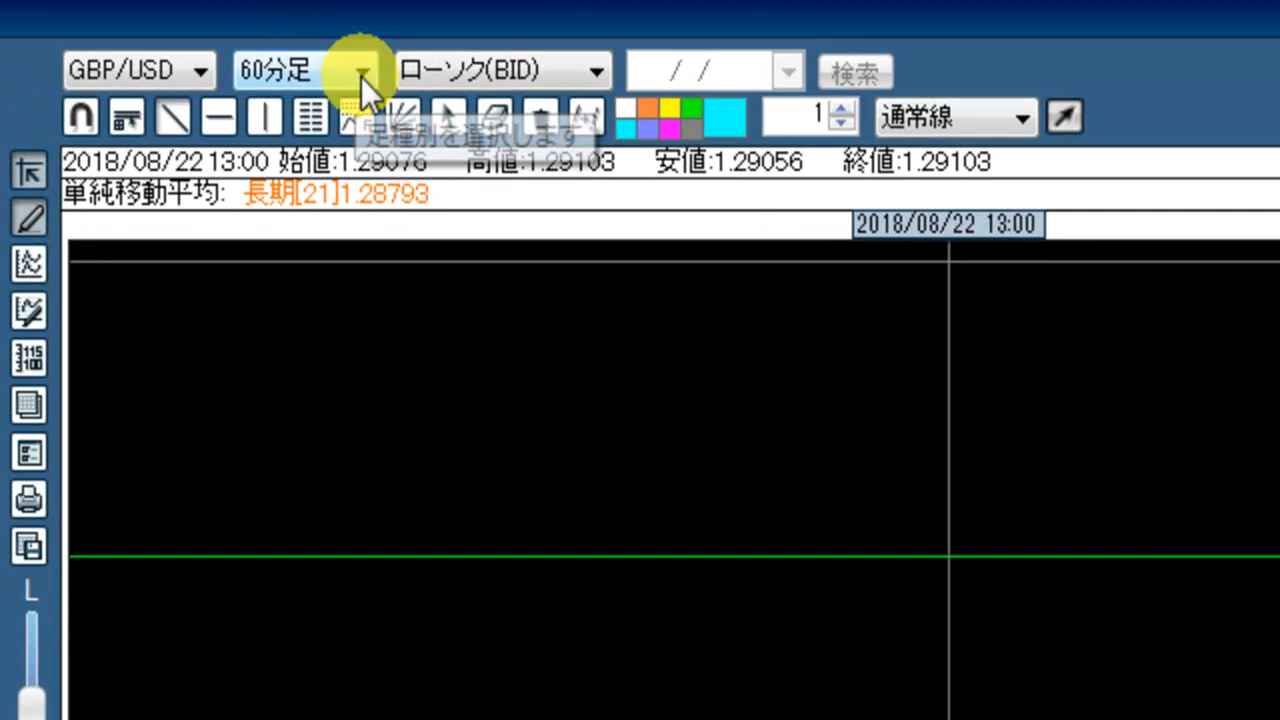 GBP/USD 60分足 ローソク(BID) / / 検索
足種別を選択します
1 通常線
2018/08/22 13:00 始値:1.29076 高値:1.29103 安値:1.29056 終値:1.29103
単純移動平均: 長期[21]1.28793
2018/08/22 13:00
115
100
L